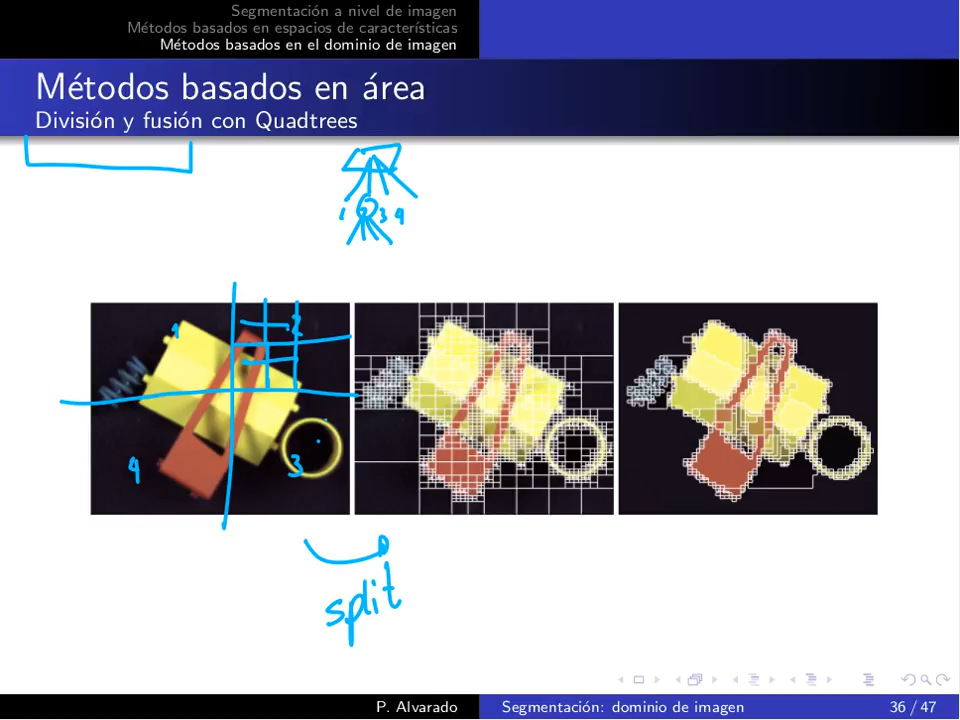 Segmentación a nivel de imagen
Métodos basados en espacios de características
Métodos basados en el dominio de imagen
Métodos basados en área
División y fusión con Quadtrees
1 2 3 4
1 2
4 3
split
P. Alvarado Segmentación: dominio de imagen 36 / 47